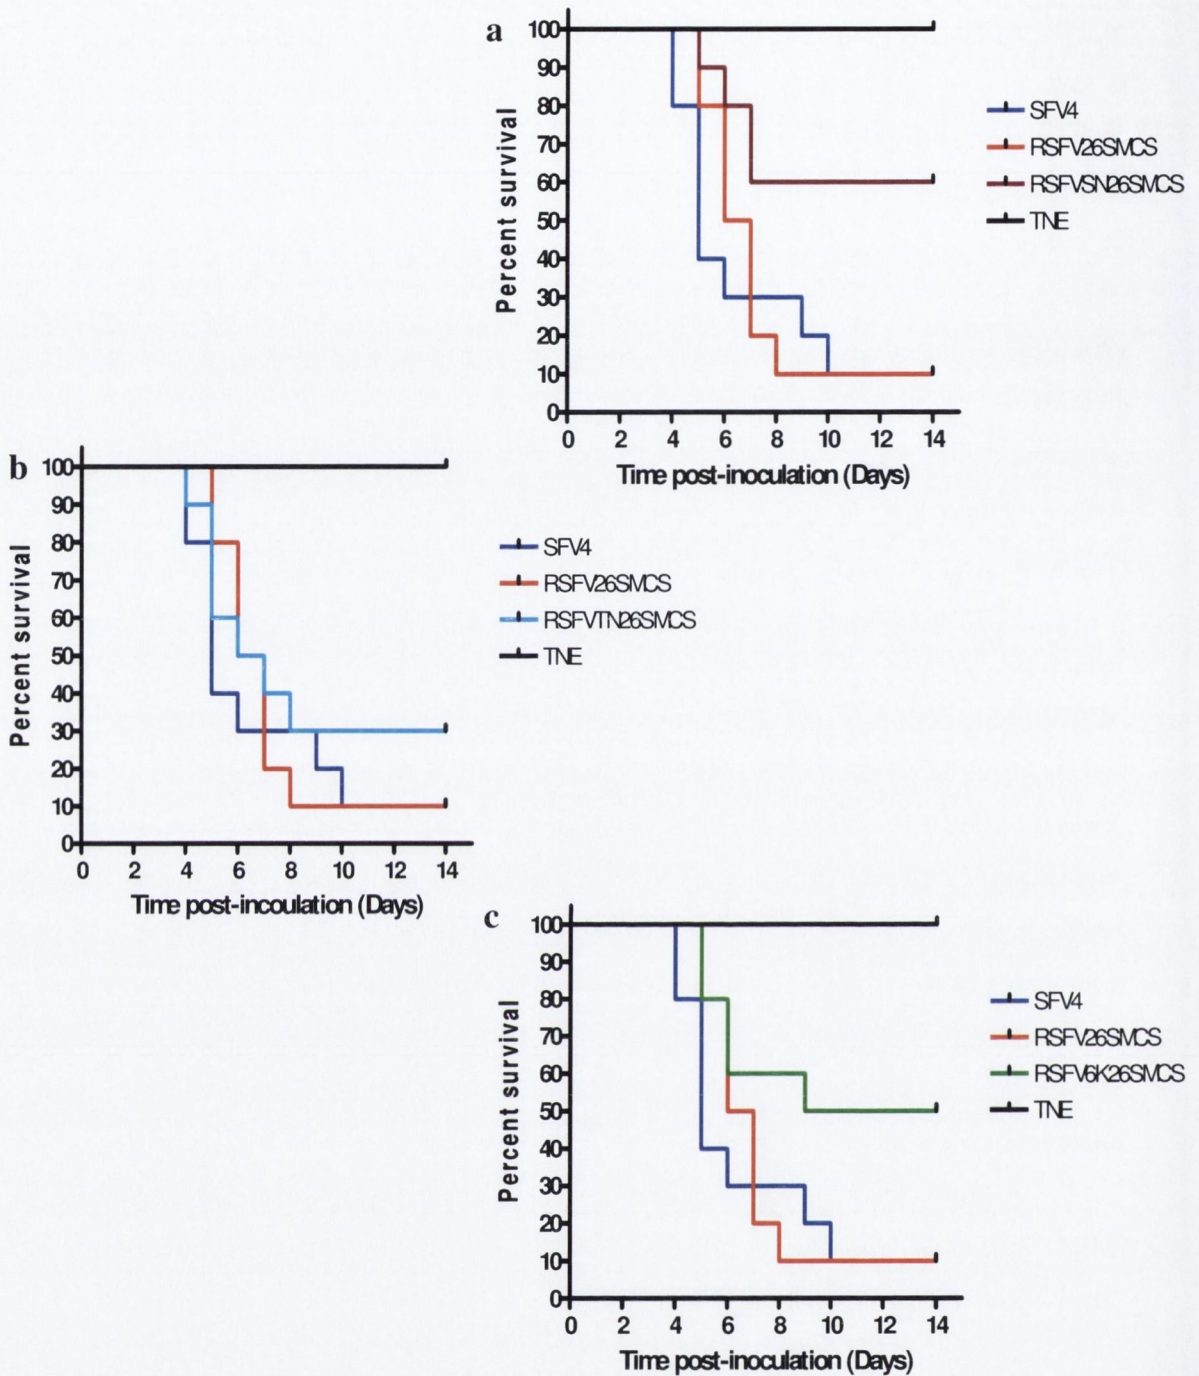 a
100
90
80
70
60
50
40
30
20
10
0
Percent survival
0 2 4 6 8 10 12 14
Time post-inoculation (Days)
SFV4
RSFV26SMCS
RSFVSN26SMCS
TNE
b
100
90
80
70
60
50
40
30
20
10
0
Percent survival
0 2 4 6 8 10 12 14
Time post-incoulation (Days)
SFV4
RSFV26SMCS
RSFVTN26SMCS
TNE
c
100
90
80
70
60
50
40
30
20
10
0
Percent survival
0 2 4 6 8 10 12 14
Time post-inoculation (Days)
SFV4
RSFV26SMCS
RSFV6K26SMCS
TNE